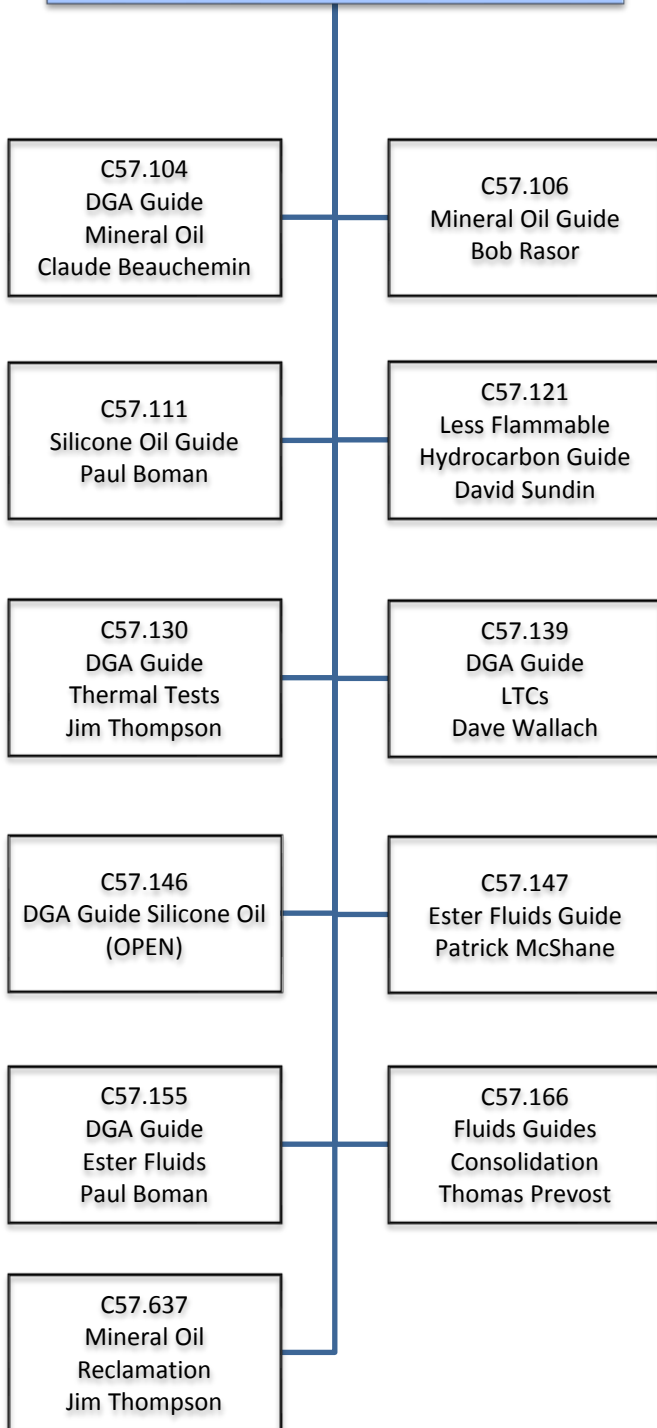 C57.104
DGA Guide
Mineral Oil
Claude Beauchemin
C57.106
Mineral Oil Guide
Bob Rasor
C57.111
Silicone Oil Guide
Paul Boman
C57.121
Less Flammable
Hydrocarbon Guide
David Sundin
C57.130
DGA Guide
Thermal Tests
Jim Thompson
C57.139
DGA Guide
LTCs
Dave Wallach
C57.146
DGA Guide Silicone Oil
(OPEN)
C57.147
Ester Fluids Guide
Patrick McShane
C57.155
DGA Guide
Ester Fluids
Paul Boman
C57.166
Fluids Guides
Consolidation
Thomas Prevost
C57.637
Mineral Oil
Reclamation
Jim Thompson